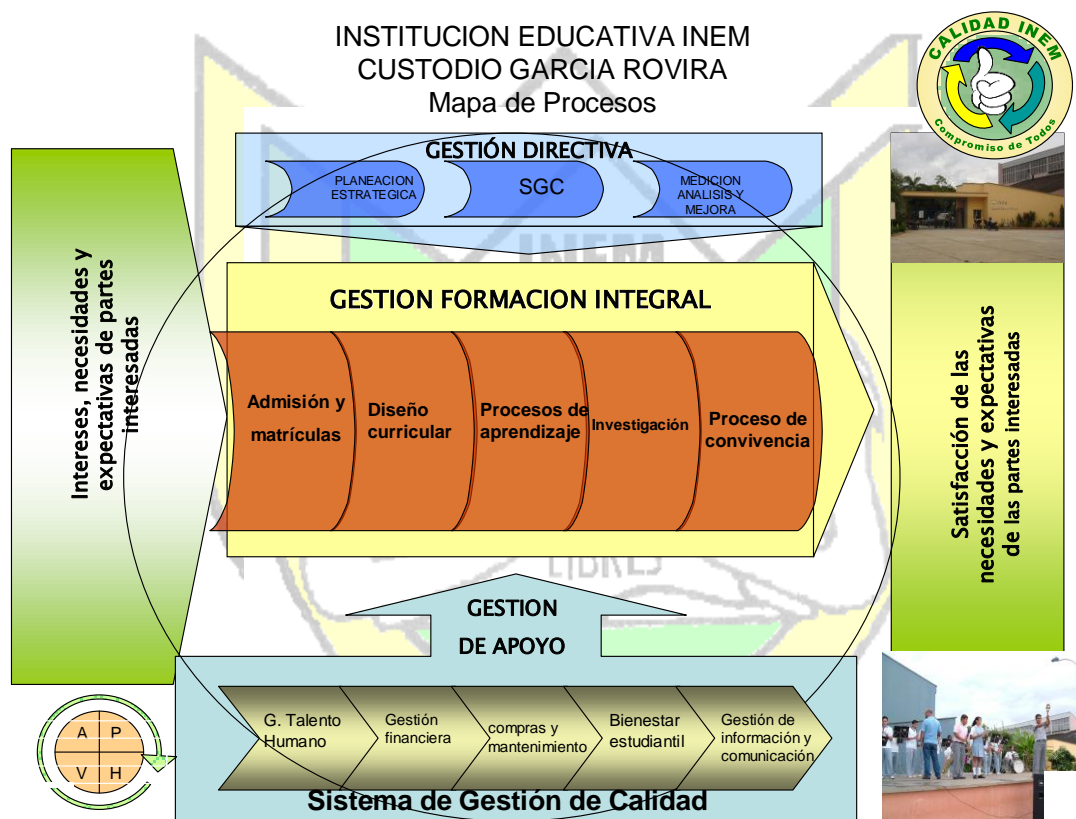 INSTITUCION EDUCATIVA INEM
CUSTODIO GARCIA ROVIRA
Mapa de Procesos
CALIDAD INEM
Compromiso de Todos
GESTIÓN DIRECTIVA
PLANEACION
ESTRATEGICA
SGC
MEDICION
ANALISIS Y
MEJORA
INEM
Intereses, necesidades y
expectativas de partes
interesadas
GESTION FORMACION INTEGRAL
Admisión y
matrículas
Diseño
curricular
Procesos de
aprendizaje
Investigación
Proceso de
convivencia
Satisfacción de las
necesidades y expectativas
de las partes interesadas
LIBRES
GESTION
DE APOYO
G. Talento
Humano
Gestión
financiera
compras y
mantenimiento
Bienestar
estudiantil
Gestión de
información y
comunicación
Sistema de Gestión de Calidad
A P
V H